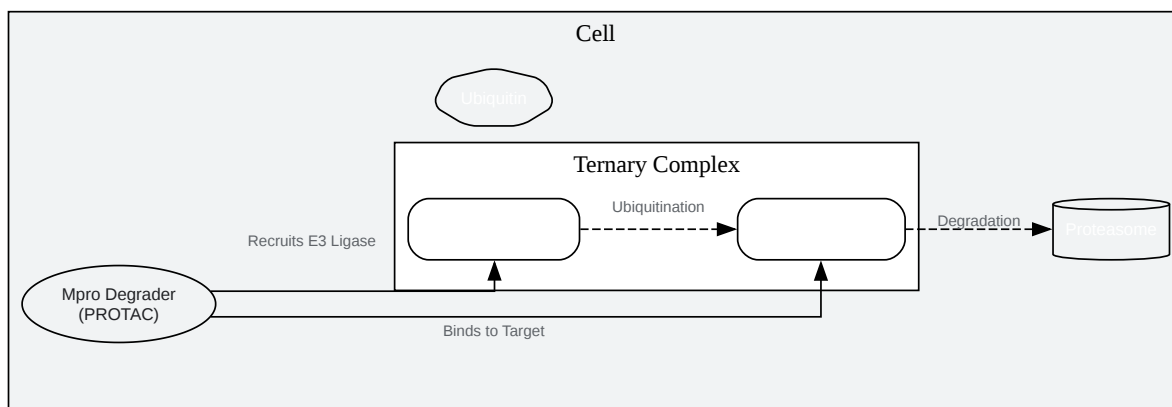 Cell
Ubiquitin
Ternary Complex
Ubiquitination
Degradation
Proteasome
Recruits E3 Ligase
Mpro Degrader
(PROTAC)
Binds to Target